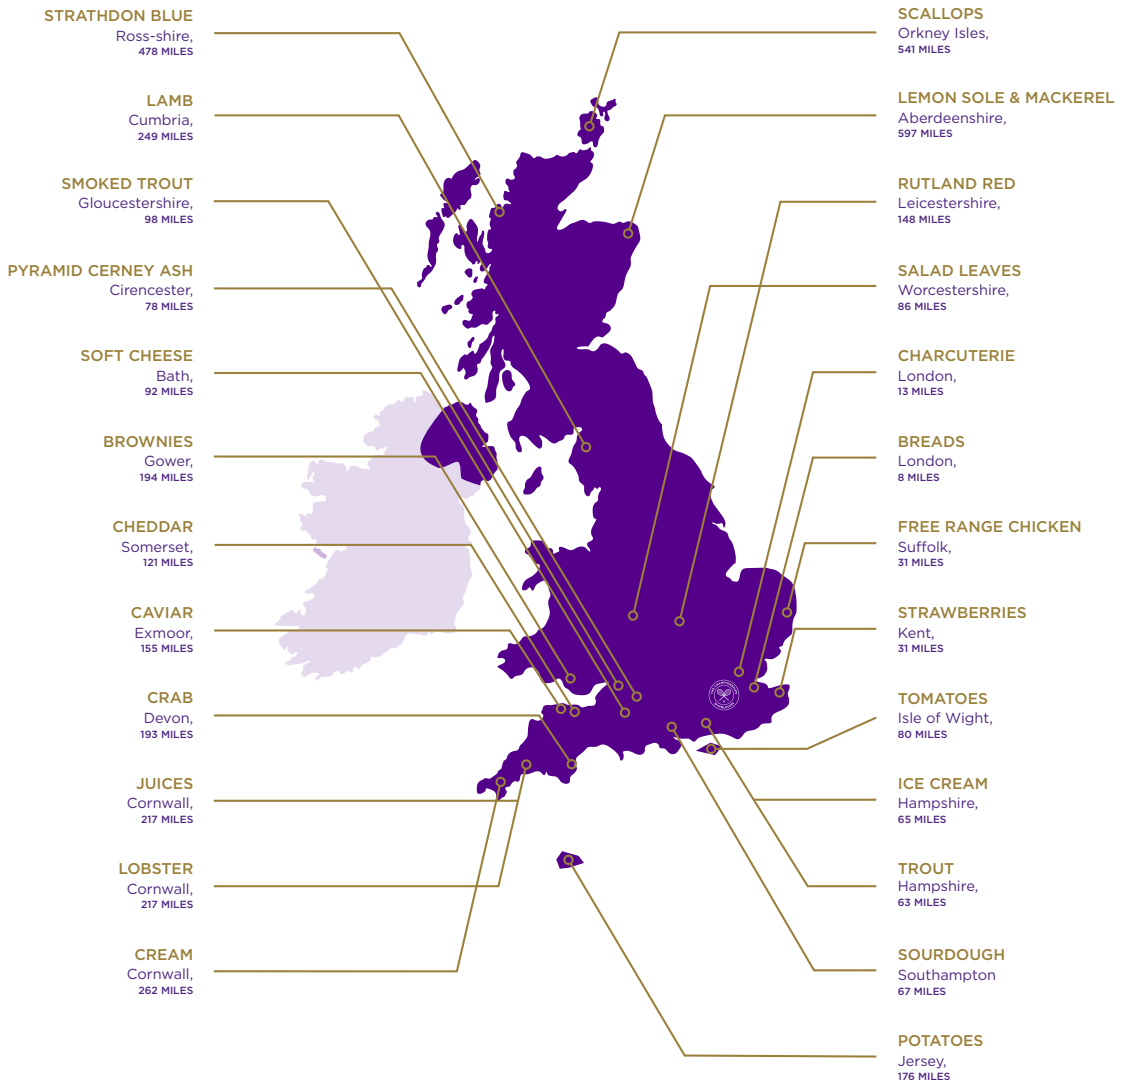 STRATHDON BLUE
Ross-shire,
478 MILES
LAMB
Cumbria,
249 MILES
SMOKED TROUT
Gloucestershire,
98 MILES
PYRAMID CERNEY ASH
Cirencester,
78 MILES
SOFT CHEESE
Bath,
92 MILES
BROWNIES
Gower,
194 MILES
CHEDDAR
Somerset,
121 MILES
CAVIAR
Exmoor,
155 MILES
CRAB
Devon,
193 MILES
JUICES
Cornwall,
217 MILES
LOBSTER
Cornwall,
217 MILES
CREAM
Cornwall,
262 MILES
SCALLOPS
Orkney Isles,
541 MILES
LEMON SOLE & MACKEREL
Aberdeenshire,
597 MILES
RUTLAND RED
Leicestershire,
148 MILES
SALAD LEAVES
Worcestershire,
86 MILES
CHARCUTERIE
London,
13 MILES
BREADS
London,
8 MILES
FREE RANGE CHICKEN
Suffolk,
31 MILES
STRAWBERRIES
Kent,
31 MILES
TOMATOES
Isle of Wight,
80 MILES
ICE CREAM
Hampshire,
65 MILES
TROUT
Hampshire,
63 MILES
SOURDOUGH
Southampton
67 MILES
POTATOES
Jersey,
176 MILES